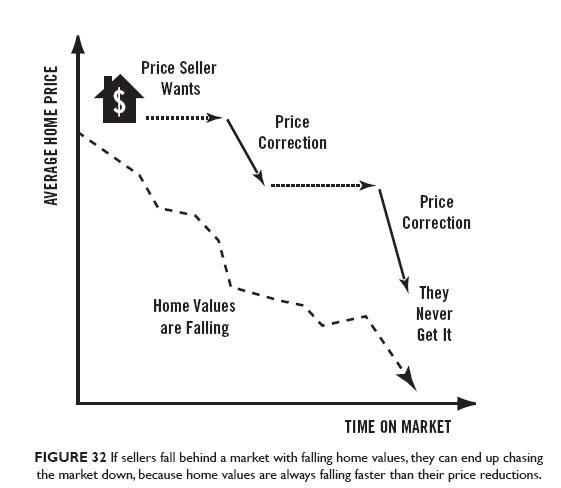 Price Seller
Wants
$
Price
Correction
Price
Correction
They
Never
Get It
Home Values
are Falling
AVERAGE HOME PRICE
TIME ON MARKET
FIGURE 32 If sellers fall behind a market with falling home values, they can end up chasing
the market down, because home values are always falling faster than their price reductions.